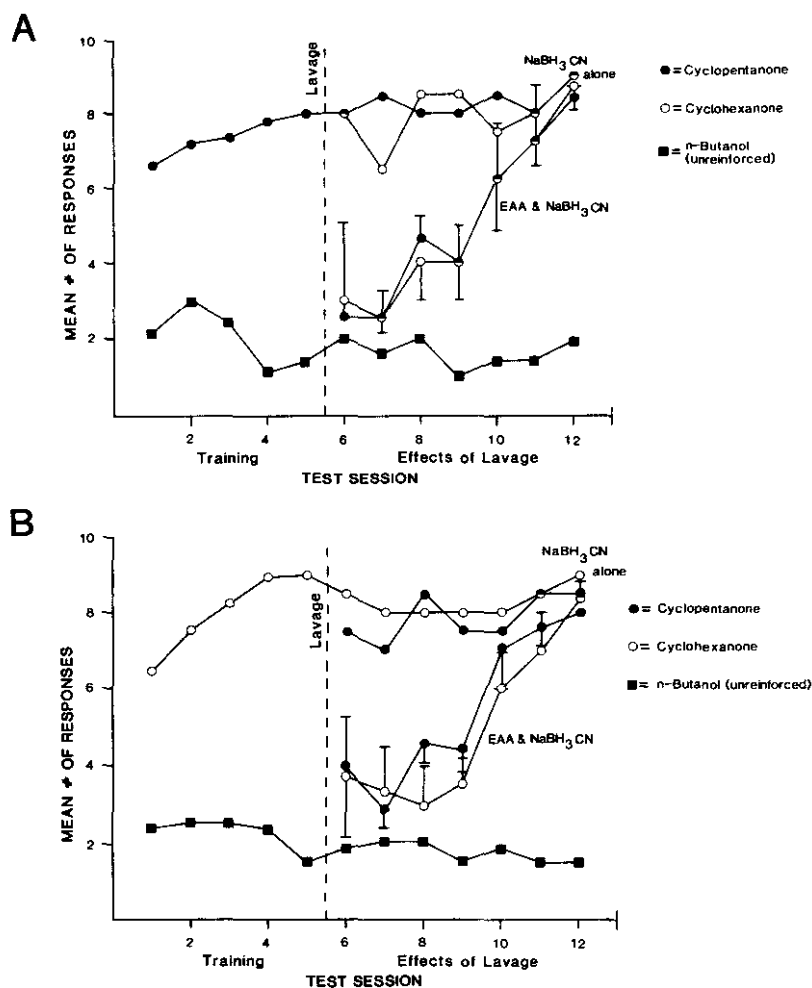 A
NaBH3CN
alone
Lavage
EAA & NaBH3CN
MEAN # OF RESPONSES
10
8
6
4
2
2 4 6 8 10 12
Training Effects of Lavage
TEST SESSION
= Cyclopentanone
= Cyclohexanone
= n-Butanol
(unreinforced)
B
NaBH3CN
alone
Lavage
EAA & NaBH3CN
MEAN # OF RESPONSES
10
8
6
4
2
2 4 6 8 10 12
Training Effects of Lavage
TEST SESSION
= Cyclopentanone
= Cyclohexanone
= n-Butanol (unreinforced)